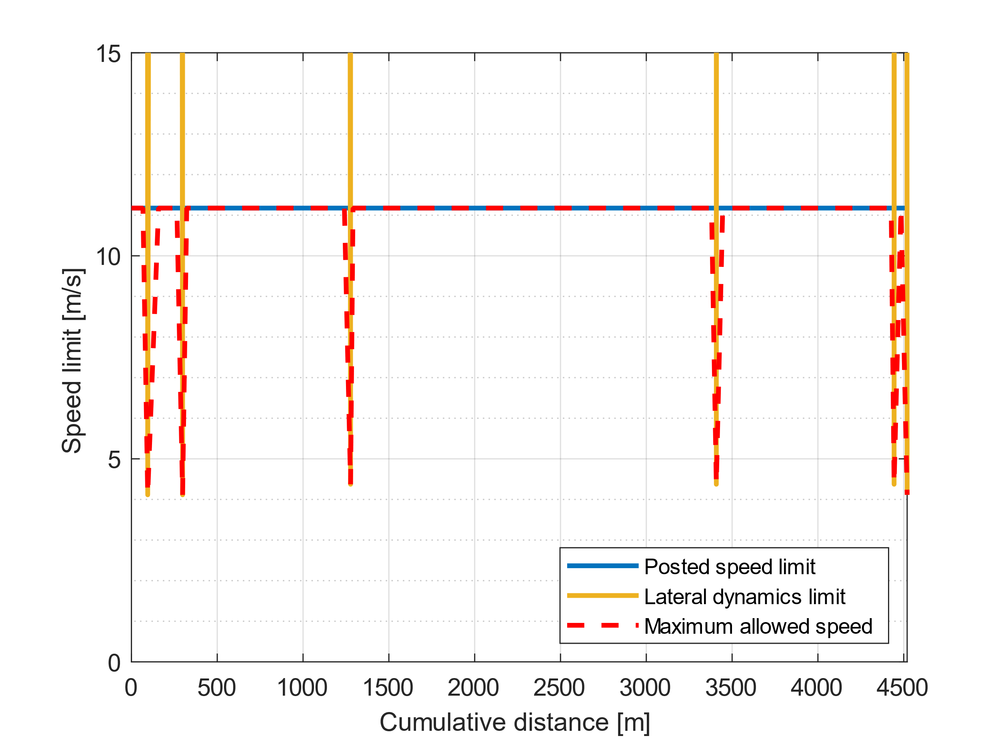 15
10
5
0
Speed limit [m/s]
0 500 1000 1500 2000 2500 3000 3500 4000 4500
Cumulative distance [m]
Posted speed limit
Lateral dynamics limit
Maximum allowed speed